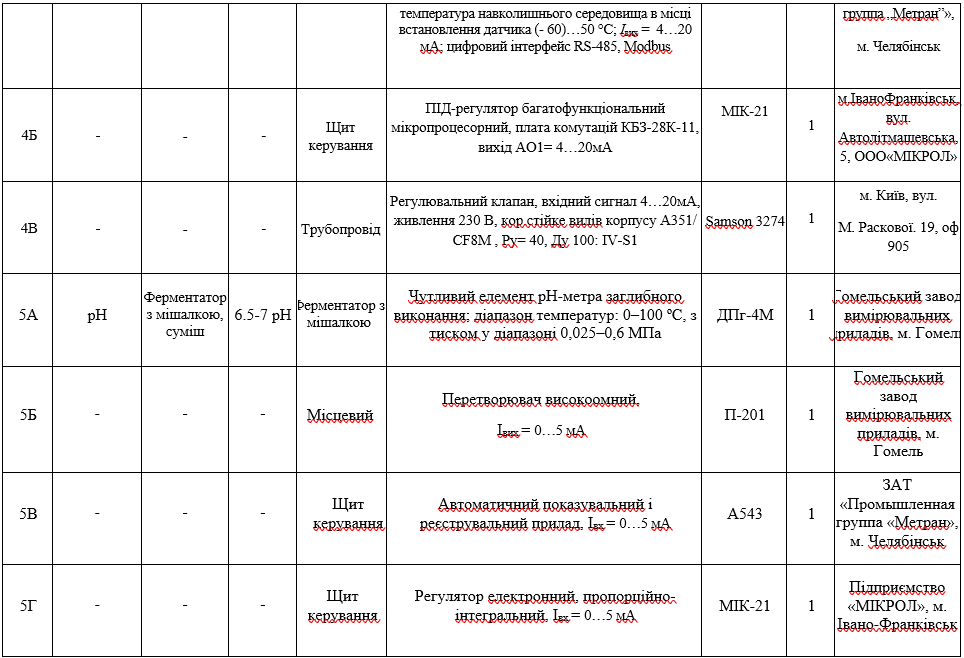 температура навколишнього середовища в місці
встановлення датчика (- 60)…50 °С; Івих = 4…20
мА; цифровий інтерфейс RS-485, Modbus
группа „Метран”»,
м. Челябінськ
4Б
-
-
-
Щит
керування
ПІД-регулятор багатофункціональний
мікропроцесорний, плата комутацій КБЗ-28К-11,
вихід АО1= 4…20мА
МІК-21
1
м.ІваноФранківськ,
вул.
Автолітмашевська,
5, ООО«МІКРОЛ»
4В
-
-
-
Трубопровід
Регулювальний клапан, вхідний сигнал 4…20мА,
живлення 230 В, кор.стійке видів корпусу А351/
CF8M , Ру= 40, Ду 100: IV-S1
Samson 3274
1
м. Київ, вул.
М. Раскової. 19, оф
905
5А
рН
Ферментатор
з мішалкою,
суміш
6.5-7 рН
Ферментатор з
мішалкою
Чутливий елемент рН-метра заглибного
виконання; діапазон температур: 0–100 ºС, з
тиском у діапазоні 0,025–0,6 МПа
ДПг-4М
1
Гомельський завод
вимірювальних
приладів, м. Гомель
5Б
-
-
-
Місцевий
Перетворювач високоомний,
Івих = 0…5 мА
П-201
1
Гомельський
завод
вимірювальних
приладів, м.
Гомель
5В
-
-
-
Щит
керування
Автоматичний показувальний і
реєструвальний прилад, Івх = 0…5 мА
А543
1
ЗАТ
«Промышленная
группа «Метран»,
м. Челябінськ
5Г
-
-
-
Щит
керування
Регулятор електронний, пропорційно-
інтегральний, Івх = 0…5 мА
МІК-21
1
Підприємство
«МІКРОЛ», м.
Івано-Франківськ